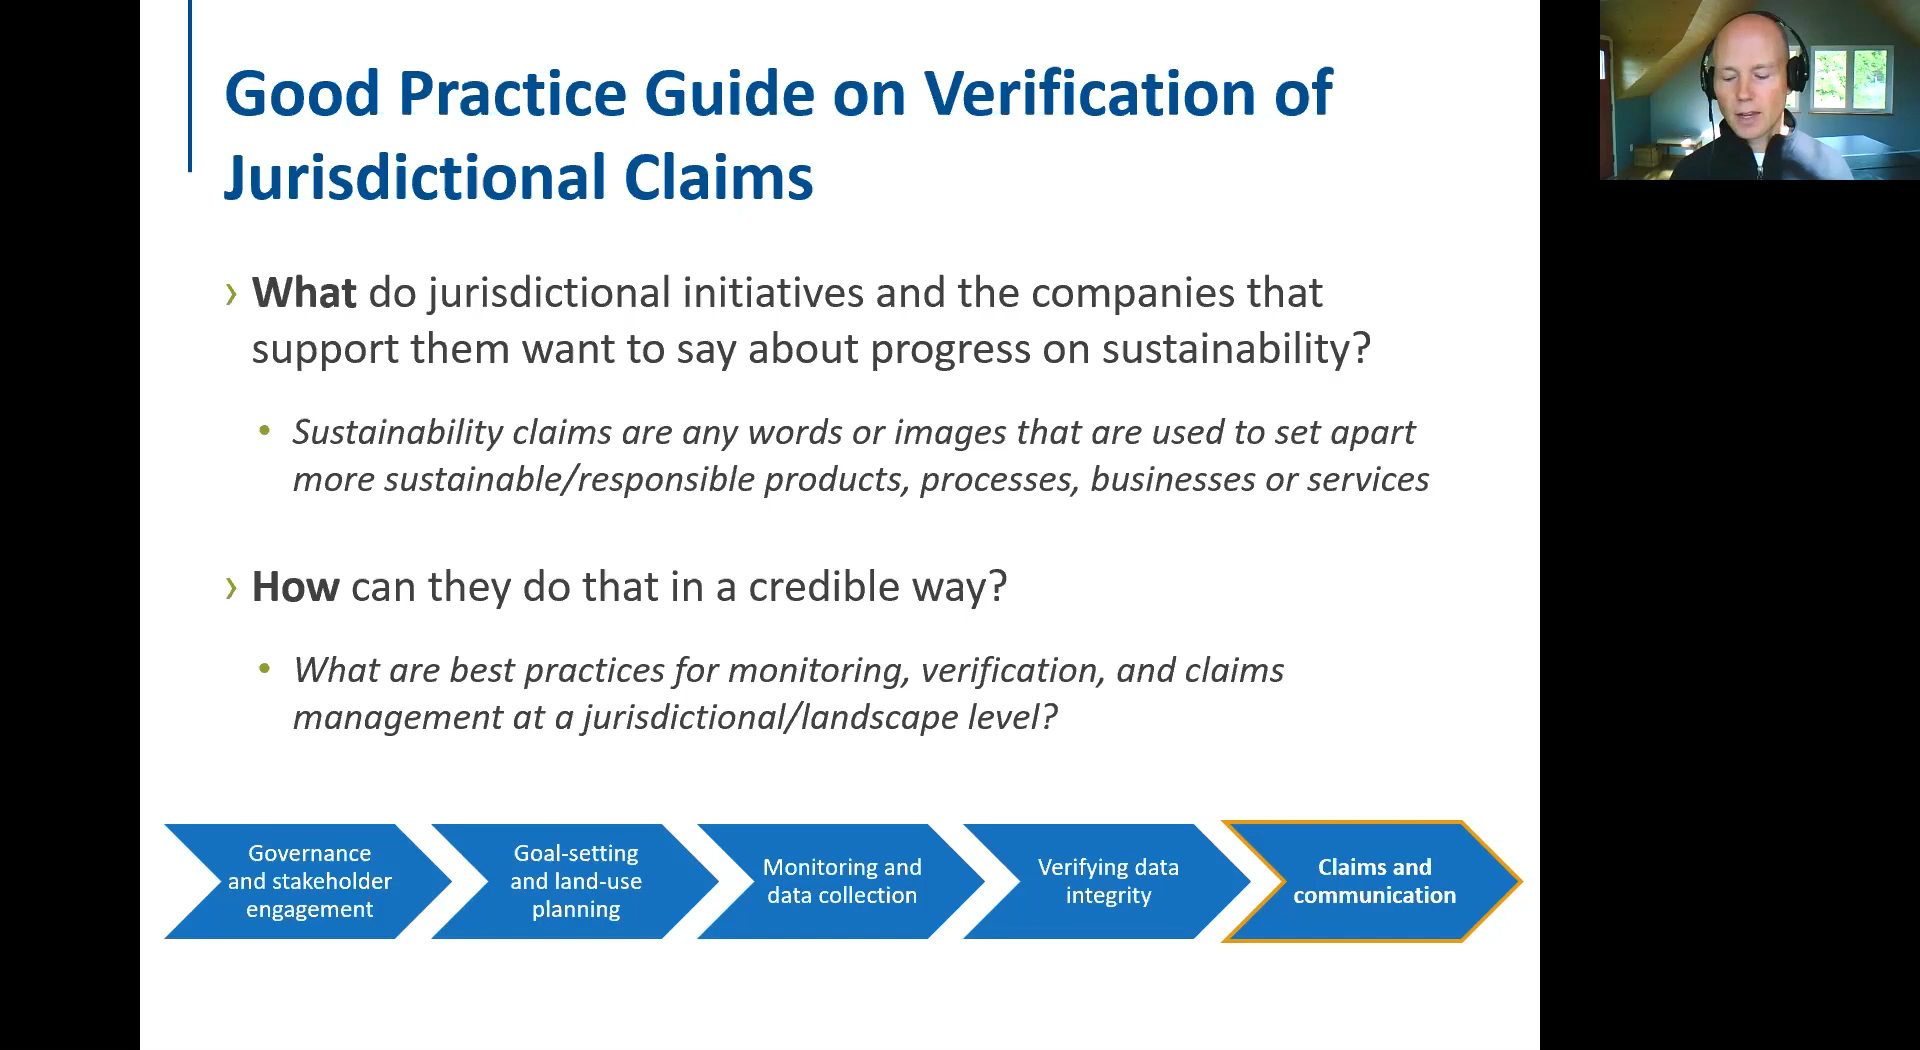 Good Practice Guide on Verification of
Jurisdictional Claims
› What do jurisdictional initiatives and the companies that
support them want to say about progress on sustainability?
• Sustainability claims are any words or images that are used to set apart
more sustainable/responsible products, processes, businesses or services
› How can they do that in a credible way?
• What are best practices for monitoring, verification, and claims
management at a jurisdictional/landscape level?
Governance
and stakeholder
engagement
Goal-setting
and land-use
planning
Monitoring and
data collection
Verifying data
integrity
Claims and
communication